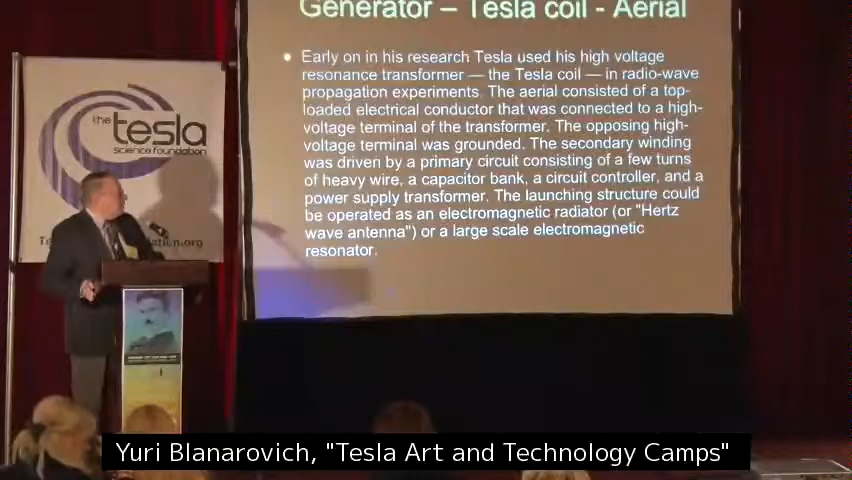 Generator – Tesla coil - Aerial
Early on in his research Tesla used his high voltage
resonance transformer — the Tesla coil — in radio-wave
propagation experiments. The aerial consisted of a top-
loaded electrical conductor that was connected to a high-
voltage terminal of the transformer. The opposing high-
voltage terminal was grounded. The secondary winding
was driven by a primary circuit consisting of a few turns
of heavy wire, a capacitor bank, a circuit controller, and a
power supply transformer. The launching structure could
be operated as an electromagnetic radiator (or "Hertz
wave antenna") or a large scale electromagnetic
resonator.
the tesla
science foundation
Yuri Blanarovich, "Tesla Art and Technology Camps"